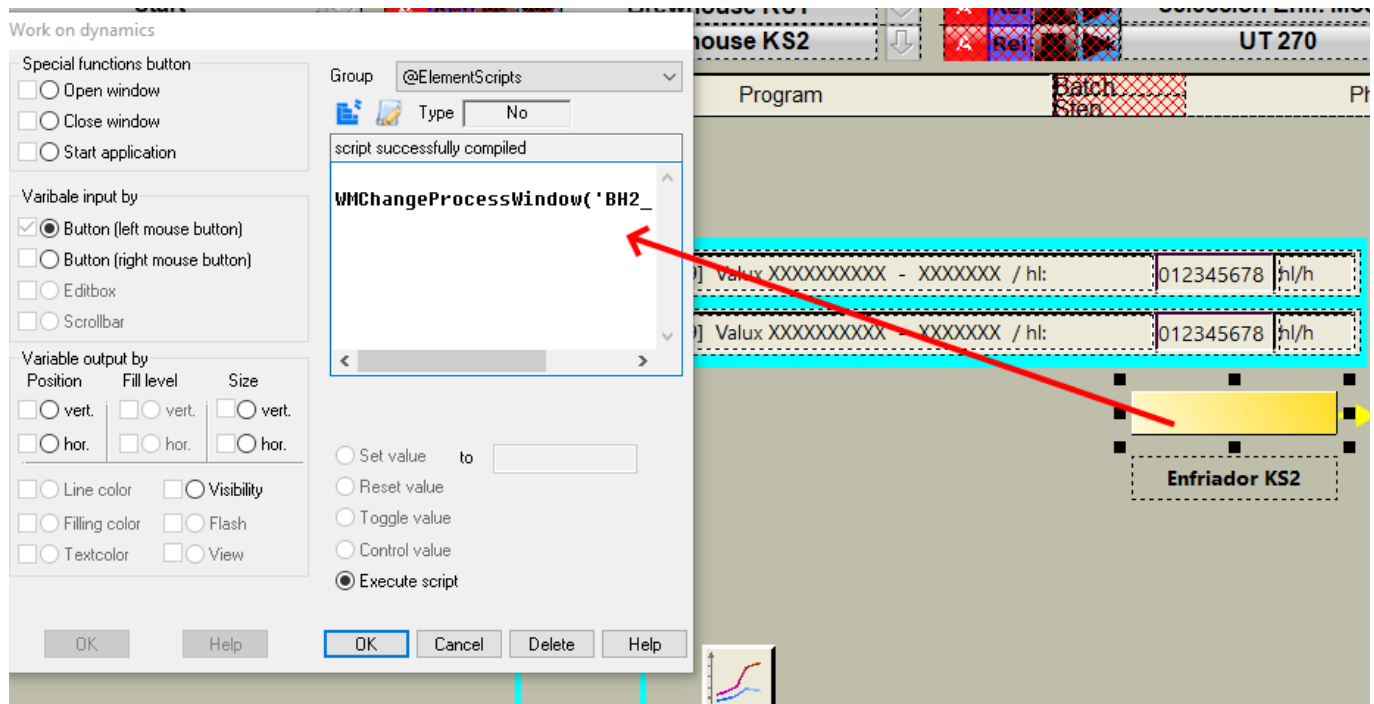 Work on dynamics
Special functions button
Open window
Close window
Start application
Varibale input by
Button (left mouse button)
Button (right mouse button)
Editbox
Scrollbar
Variable output by
Position Fill level Size
vert. vert. vert.
hor. hor. hor.
Line color Visibility
Filling color Flash
Textcolor View
OK Help
Group @ElementScripts
Type No
script successfully compiled
WMChangeProcessWindow('BH2_
Set value to
Reset value
Toggle value
Control value
Execute script
OK Cancel Delete Help
house KS2 Rel UT 270
Program Batch
Step
] Valux XXXXXXXXXX - XXXXXXX / hl: 012345678 hl/h
] Valux XXXXXXXXXX - XXXXXXX / hl: 012345678 hl/h
Enfriador KS2